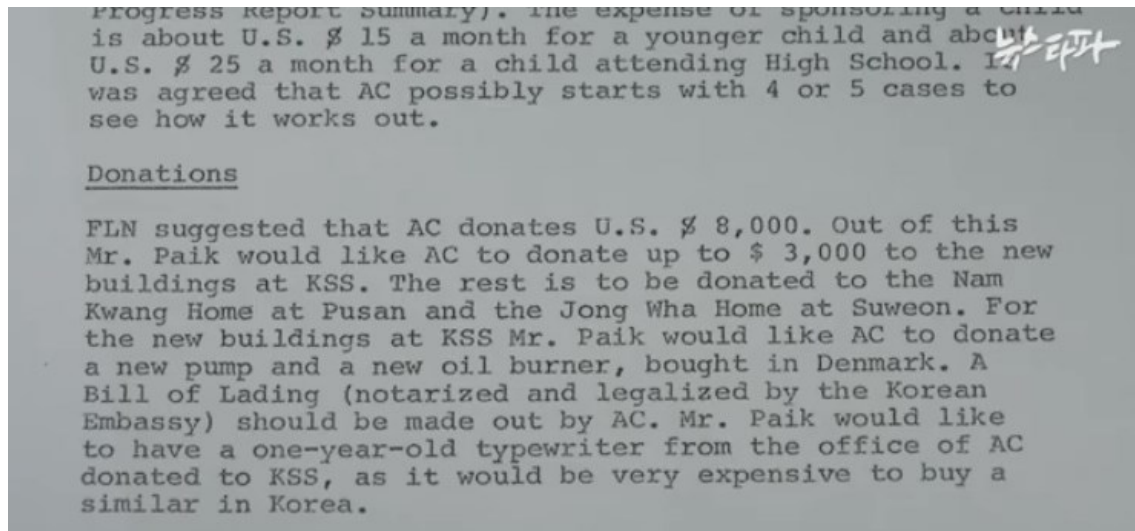 Progress Report Summary). The expense of sponsoring a child
is about U.S. $ 15 a month for a younger child and about
U.S. $ 25 a month for a child attending High School. It
was agreed that AC possibly starts with 4 or 5 cases to
see how it works out.
Donations
FLN suggested that AC donates U.S. $ 8,000. Out of this
Mr. Paik would like AC to donate up to $ 3,000 to the new
buildings at KSS. The rest is to be donated to the Nam
Kwang Home at Pusan and the Jong Wha Home at Suweon. For
the new buildings at KSS Mr. Paik would like AC to donate
a new pump and a new oil burner, bought in Denmark. A
Bill of Lading (notarized and legalized by the Korean
Embassy) should be made out by AC. Mr. Paik would like
to have a one-year-old typewriter from the office of AC
donated to KSS, as it would be very expensive to buy a
similar in Korea.
뉴스타파